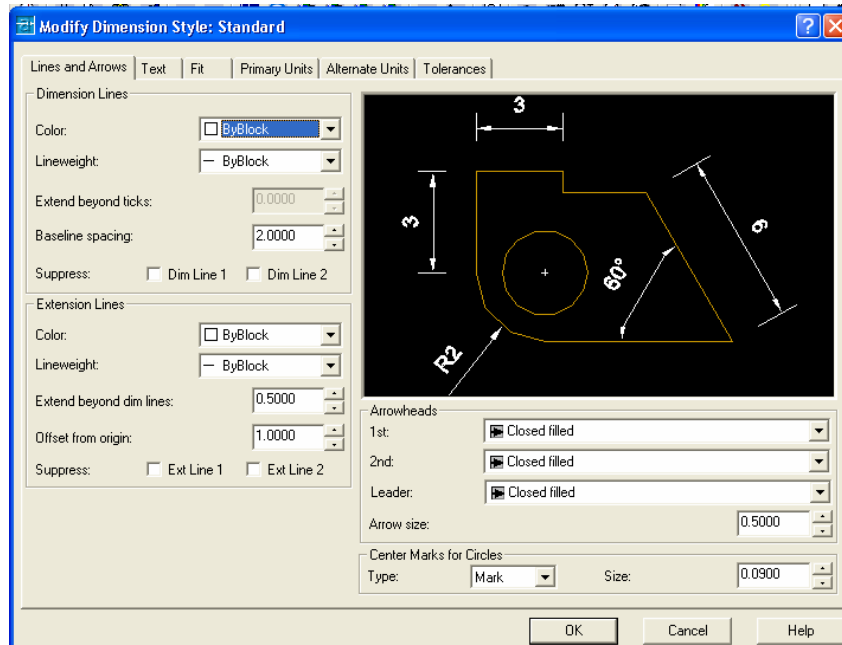 Modify Dimension Style: Standard
Lines and Arrows Text Fit Primary Units Alternate Units Tolerances
Dimension Lines
Color: ByBlock
Lineweight: ByBlock
Extend beyond ticks: 0.0000
Baseline spacing: 2.0000
Suppress: Dim Line 1 Dim Line 2
Extension Lines
Color: ByBlock
Lineweight: ByBlock
Extend beyond dim lines: 0.5000
Offset from origin: 1.0000
Suppress: Ext Line 1 Ext Line 2
3
3
9
60°
R2
Arrowheads
1st: Closed filled
2nd: Closed filled
Leader: Closed filled
Arrow size: 0.5000
Center Marks for Circles
Type: Mark Size: 0.0900
OK Cancel Help